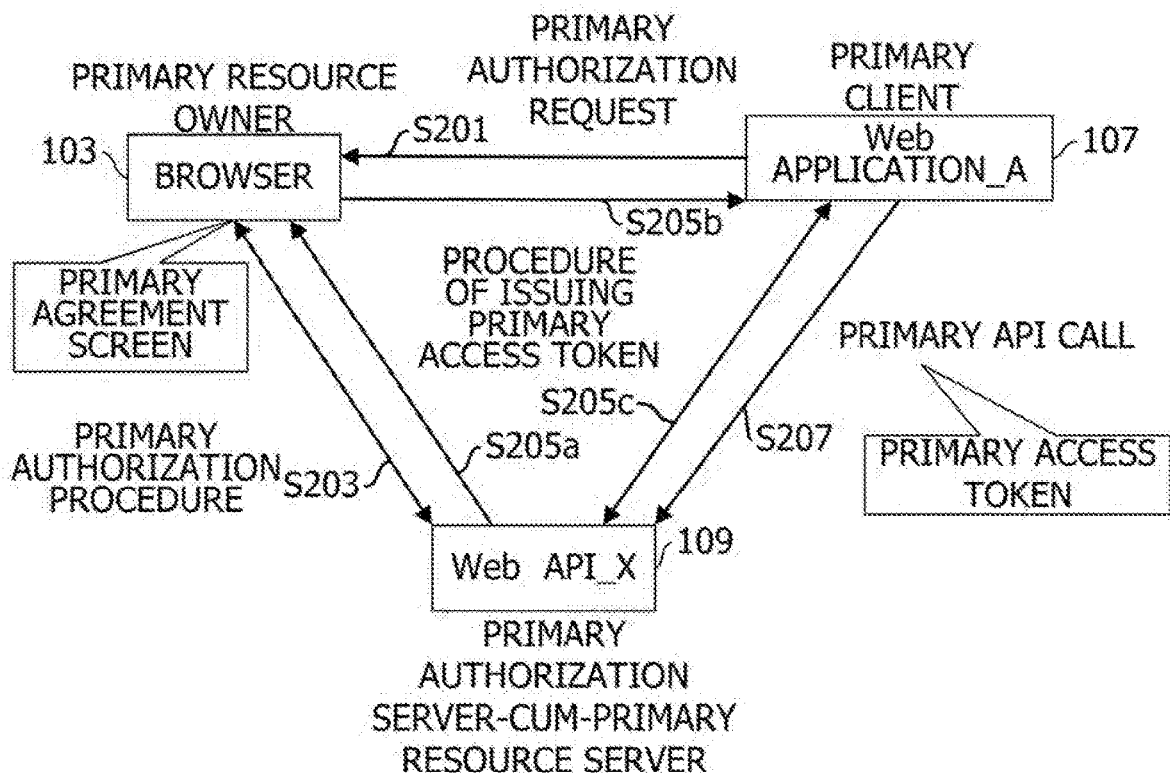 PRIMARY
AUTHORIZATION
REQUEST
PRIMARY RESOURCE
OWNER
PRIMARY
CLIENT
103
BROWSER
S201
S205b
Web
APPLICATION_A
107
PRIMARY
AGREEMENT
SCREEN
PROCEDURE
OF ISSUING
PRIMARY
ACCESS TOKEN
PRIMARY API CALL
PRIMARY ACCESS
TOKEN
S205c
S207
PRIMARY
AUTHORIZATION
PROCEDURE
S203
S205a
Web API_X
109
PRIMARY
AUTHORIZATION
SERVER-CUM-PRIMARY
RESOURCE SERVER